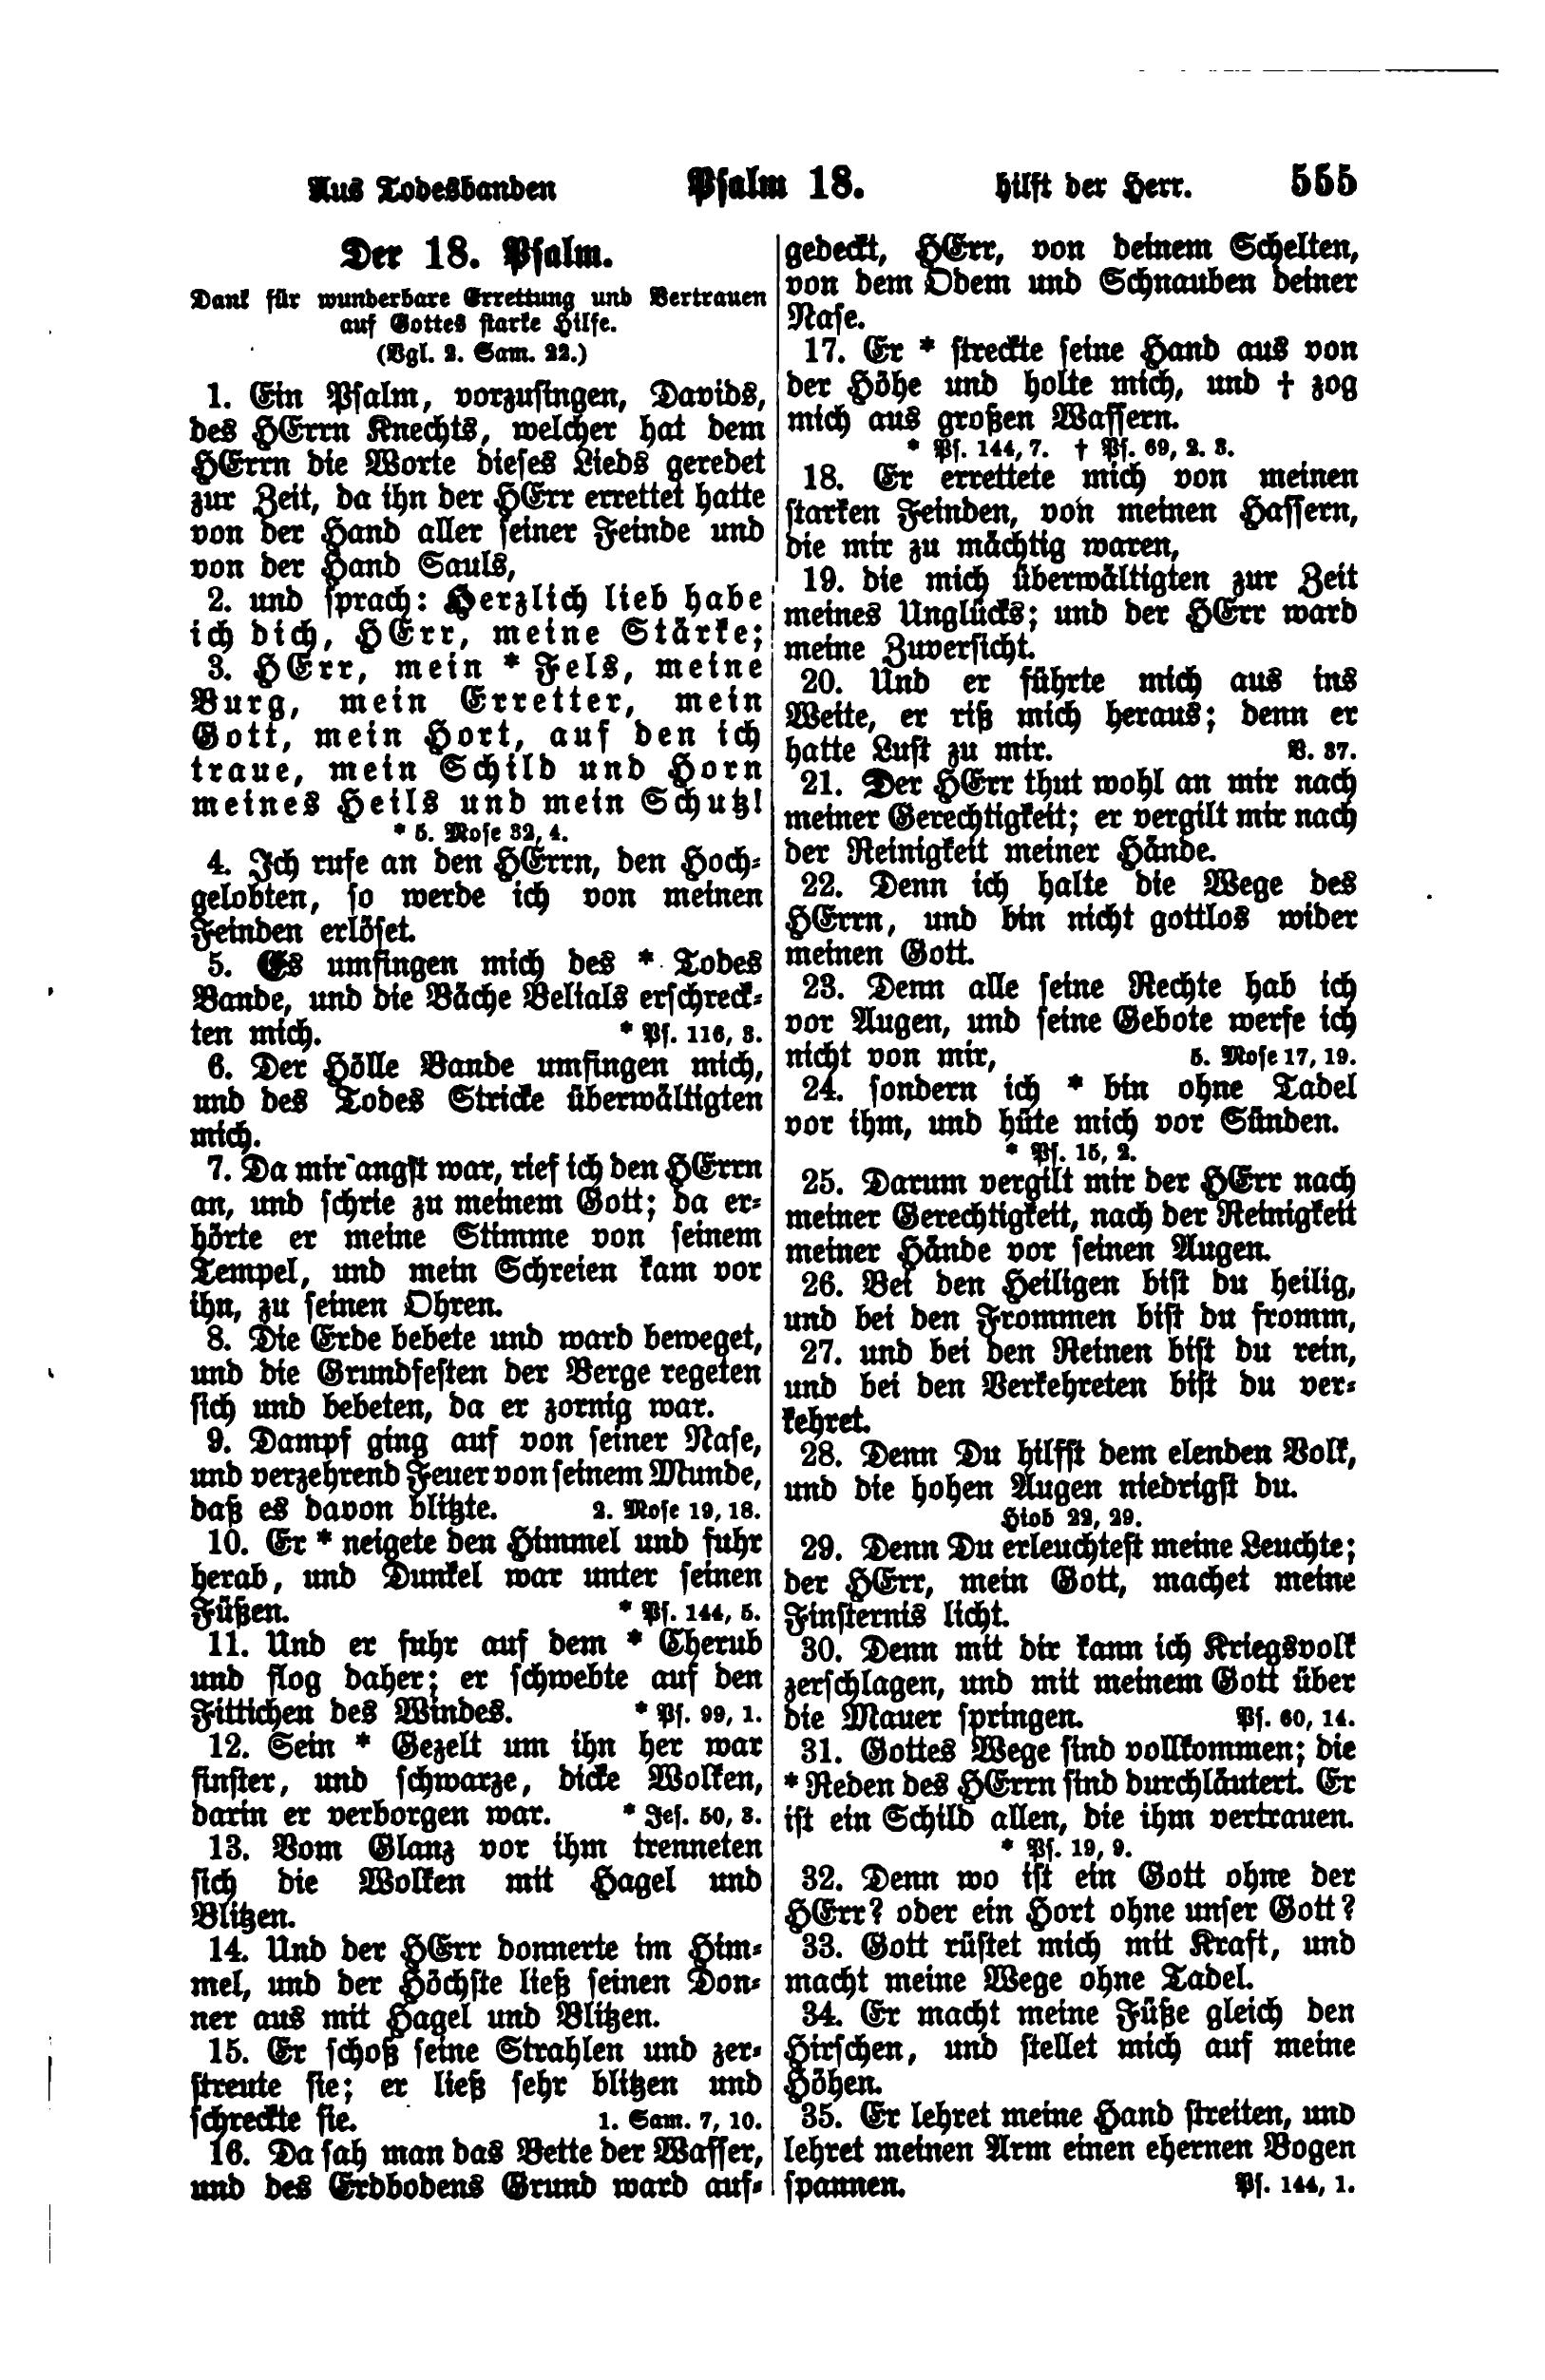 Aus Todesbanden Psalm 18. hilft der Herr. 555
Der 18. Psalm.
Dank für wunderbare Errettung und Vertrauen
auf Gottes starke Hilfe.
(Vgl. 2. Sam. 22.)
1. Ein Psalm, vorzusingen, Davids,
des HErrn Knechts, welcher hat dem
HErrn die Worte dieses Lieds geredet
zur Zeit, da ihn der HErr errettet hatte
von der Hand aller seiner Feinde und
von der Hand Sauls,
2. und sprach: Herzlich lieb habe
ich dich, HErr, meine Stärke;
3. HErr, mein * Fels, meine
Burg, mein Erretter, mein
Gott, mein Hort, auf den ich
traue, mein Schild und Horn
meines Heils und mein Schutz!
* 5. Mose 32, 4.
4. Ich rufe an den HErrn, den Hoch-
gelobten, so werde ich von meinen
Feinden erlöset.
5. Es umfingen mich des * Todes
Bande, und die Bäche Belials erschreck-
ten mich. * Ps. 116, 3.
6. Der Hölle Bande umfingen mich,
und des Todes Stricke überwältigten
mich.
7. Da mir angst war, rief ich den HErrn
an, und schrie zu meinem Gott; da er-
hörte er meine Stimme von seinem
Tempel, und mein Schreien kam vor
ihn, zu seinen Ohren.
8. Die Erde bebete und ward beweget,
und die Grundfesten der Berge regeten
sich und bebeten, da er zornig war.
9. Dampf ging auf von seiner Nase,
und verzehrend Feuer von seinem Munde,
daß es davon blitzte. 2. Mose 19, 18.
10. Er * neigete den Himmel und fuhr
herab, und Dunkel war unter seinen
Füßen. * Ps. 144, 5.
11. Und er fuhr auf dem * Cherub
und flog daher; er schwebte auf den
Fittichen des Windes. * Ps. 99, 1.
12. Sein * Gezelt um ihn her war
finster, und schwarze, dicke Wolken,
darin er verborgen war. * Jes. 50, 3.
13. Vom Glanz vor ihm trenneten
sich die Wolken mit Hagel und
Blitzen.
14. Und der HErr donnerte im Him-
mel, und der Höchste ließ seinen Don-
ner aus mit Hagel und Blitzen.
15. Er schoß seine Strahlen und zer-
streute sie; er ließ sehr blitzen und
schreckte sie. 1. Sam. 7, 10.
16. Da sah man das Bette der Wasser,
und des Erdbodens Grund ward auf-
gedeckt, HErr, von deinem Schelten,
von dem Odem und Schnauben deiner
Nase.
17. Er * streckte seine Hand aus von
der Höhe und holte mich, und † zog
mich aus großen Wassern.
* Ps. 144, 7. † Ps. 69, 2. 3.
18. Er errettete mich von meinen
starken Feinden, von meinen Hassern,
die mir zu mächtig waren,
19. die mich überwältigten zur Zeit
meines Unglücks; und der HErr ward
meine Zuversicht.
20. Und er führte mich aus ins
Weite, er riß mich heraus; denn er
hatte Lust zu mir. V. 37.
21. Der HErr thut wohl an mir nach
meiner Gerechtigkeit; er vergilt mir nach
der Reinigkeit meiner Hände.
22. Denn ich halte die Wege des
HErrn, und bin nicht gottlos wider
meinen Gott.
23. Denn alle seine Rechte hab ich
vor Augen, und seine Gebote werfe ich
nicht von mir, 5. Mose 17, 19.
24. sondern ich * bin ohne Tadel
vor ihm, und hüte mich vor Sünden.
* Ps. 15, 2.
25. Darum vergilt mir der HErr nach
meiner Gerechtigkeit, nach der Reinigkeit
meiner Hände vor seinen Augen.
26. Bei den Heiligen bist du heilig,
und bei den Frommen bist du fromm,
27. und bei den Reinen bist du rein,
und bei den Verkehreten bist du ver-
kehret.
28. Denn Du hilfst dem elenden Volk,
und die hohen Augen niedrigst du.
Hiob 22, 29.
29. Denn Du erleuchtest meine Leuchte;
der HErr, mein Gott, machet meine
Finsternis licht.
30. Denn mit dir kann ich Kriegsvolk
zerschlagen, und mit meinem Gott über
die Mauer springen. Ps. 60, 14.
31. Gottes Wege sind vollkommen; die
* Reden des HErrn sind durchläutert. Er
ist ein Schild allen, die ihm vertrauen.
* Ps. 19, 9.
32. Denn wo ist ein Gott ohne der
HErr? oder ein Hort ohne unser Gott?
33. Gott rüstet mich mit Kraft, und
macht meine Wege ohne Tadel.
34. Er macht meine Füße gleich den
Hirschen, und stellet mich auf meine
Höhen.
35. Er lehret meine Hand streiten, und
lehret meinen Arm einen ehernen Bogen
spannen. Ps. 144, 1.